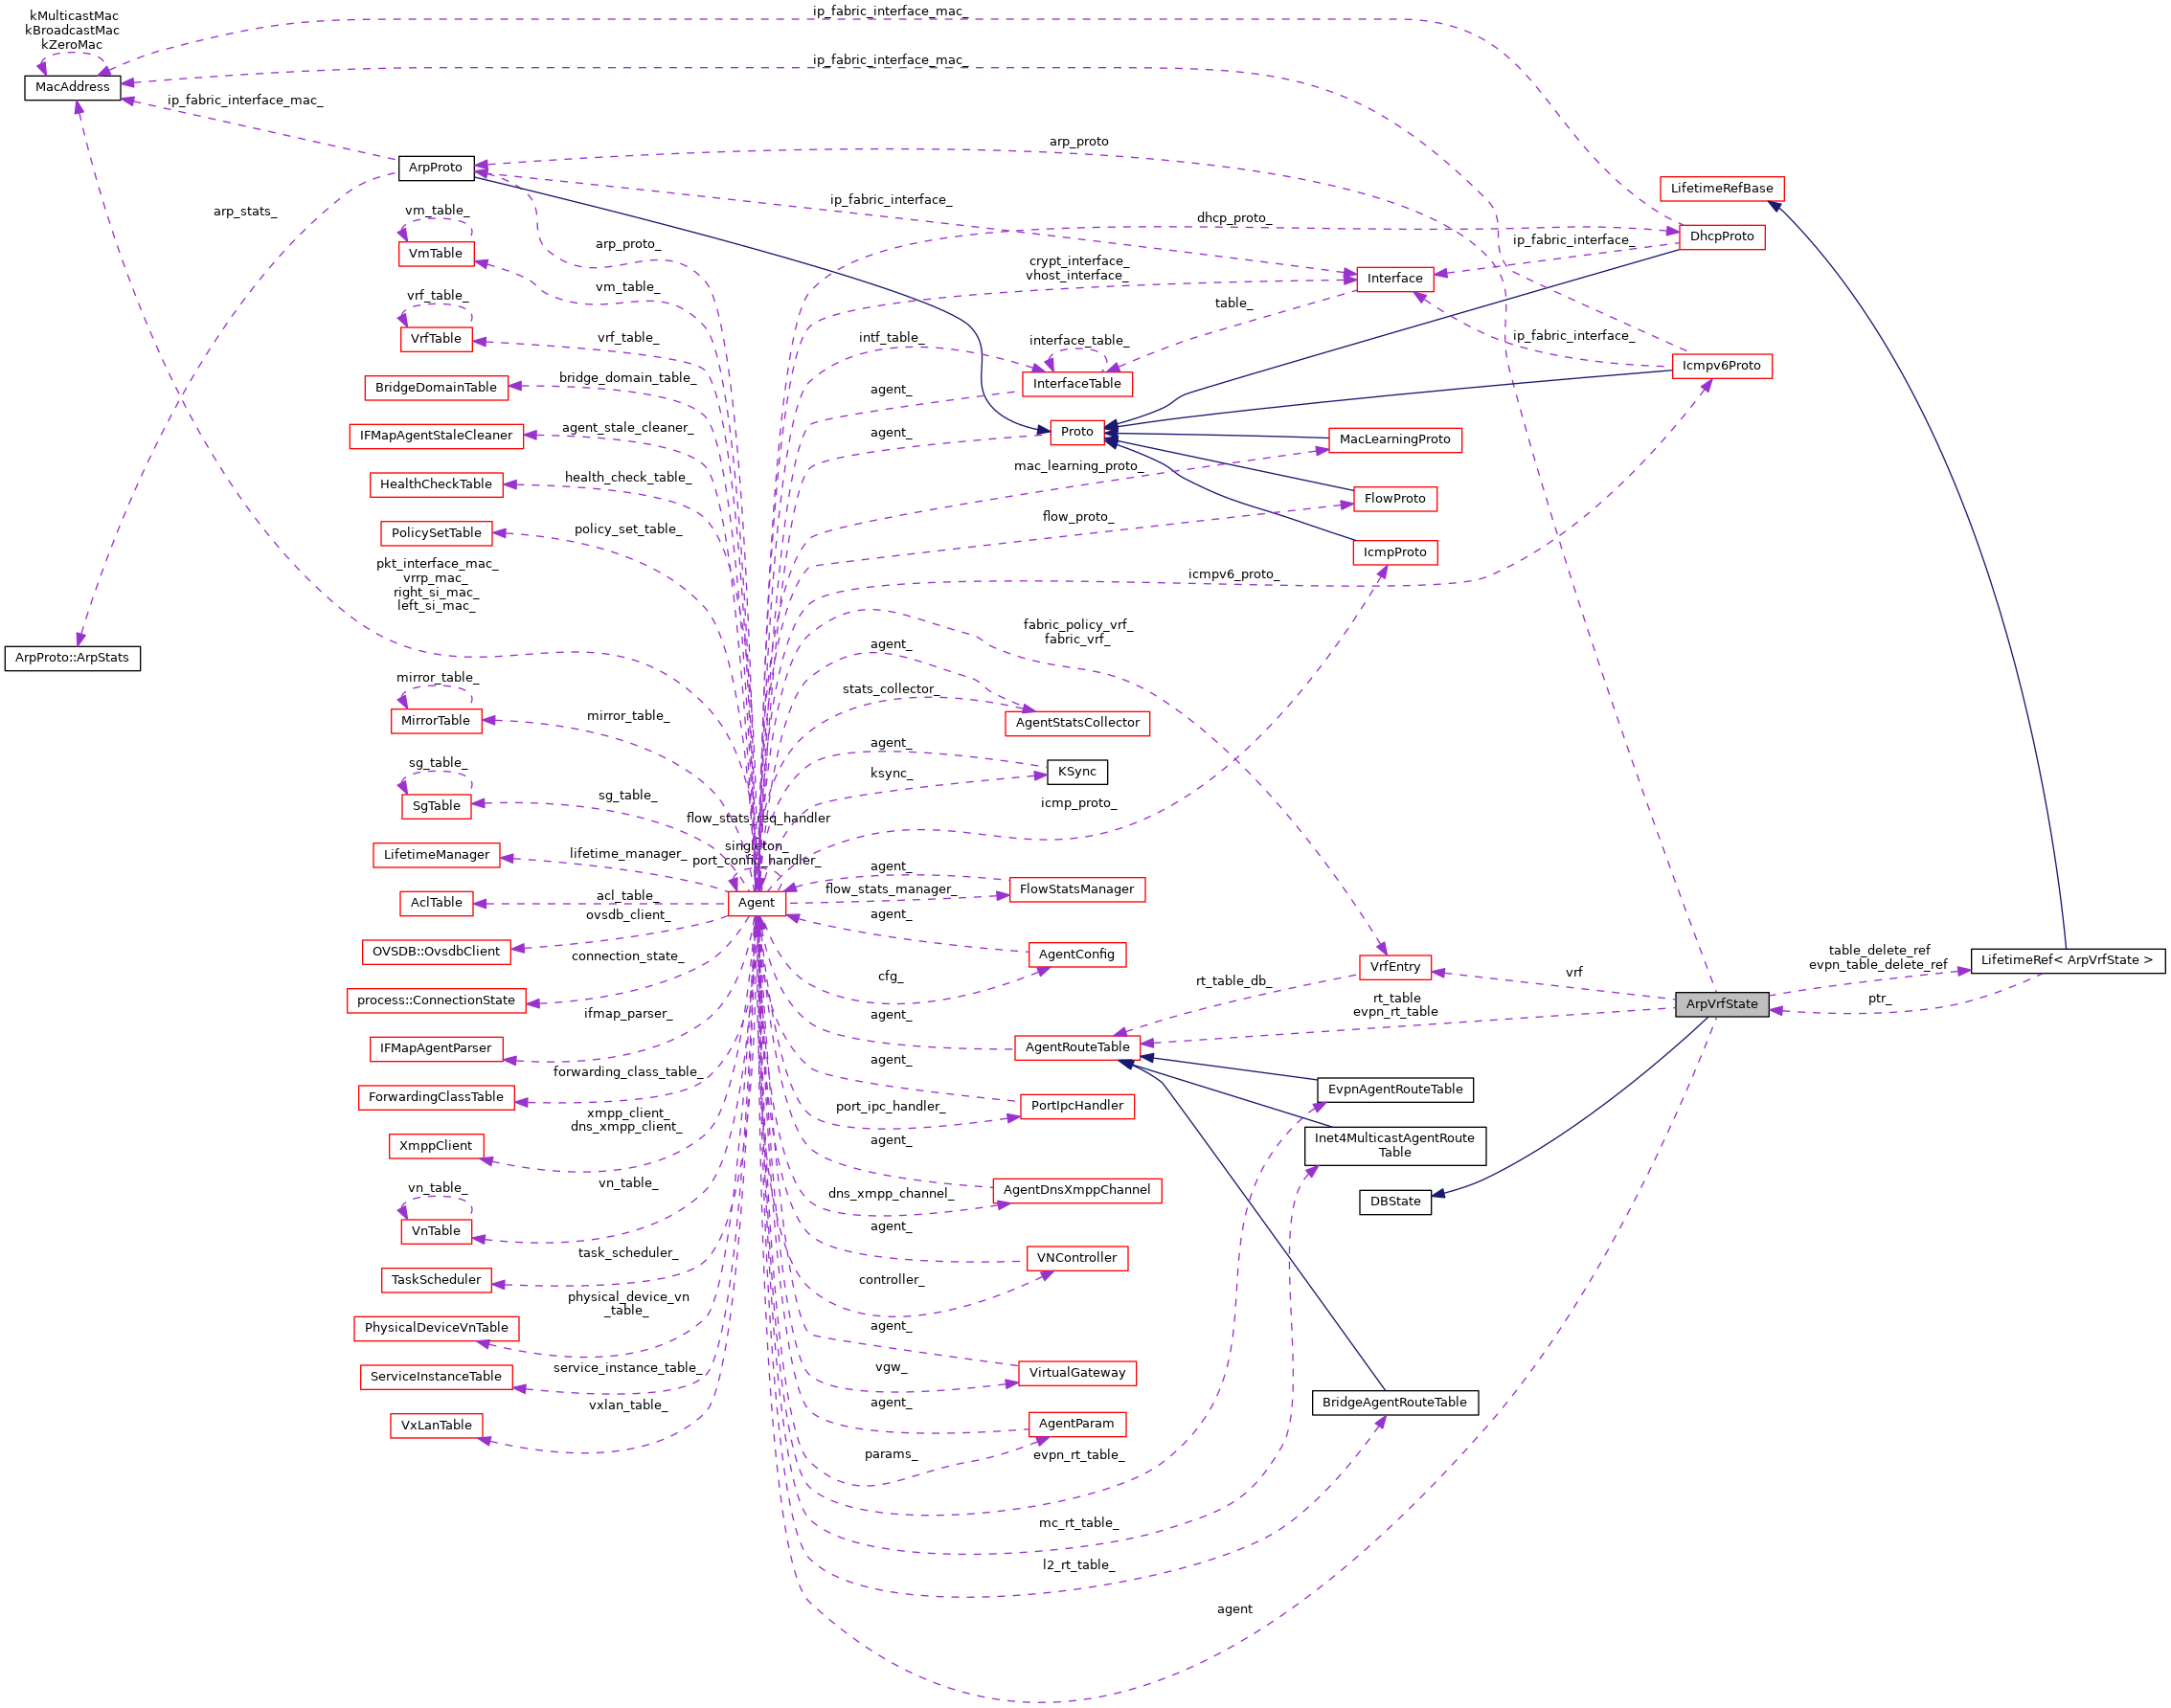 ip_fabric_interface_mac_
kMulticastMac
kBroadcastMac
kZeroMac
ip_fabric_interface_mac_
MacAddress
ip_fabric_interface_mac_
arp_proto
ArpProto
LifetimeRefBase
ip_fabric_interface_
arp_stats_
vm_table_
dhcp_proto_
DhcpProto
ip_fabric_interface_
arp_proto_
VmTable
crypt_interface_
vhost_interface_
Interface
vm_table_
vrf_table_
table_
VrfTable
vrf_table_
intf_table_
interface_table_
ip_fabric_interface_
Icmpv6Proto
bridge_domain_table_
BridgeDomainTable
InterfaceTable
agent_
IFMapAgentStaleCleaner
agent_stale_cleaner_
agent_
Proto
MacLearningProto
mac_learning_proto_
health_check_table_
HealthCheckTable
FlowProto
flow_proto_
PolicySetTable
policy_set_table_
IcmpProto
pkt_interface_mac_
vrrp_mac_
right_si_mac_
left_si_mac_
icmpv6_proto_
fabric_policy_vrf_
fabric_vrf_
agent_
ArpProto::ArpStats
mirror_table_
stats_collector_
MirrorTable
mirror_table_
AgentStatsCollector
agent_
sg_table_
ksync_
KSync
SgTable
sg_table_
icmp_proto_
flow_stats_req_handler
singleton_
port_config_handler_
LifetimeManager
lifetime_manager_
agent_
flow_stats_manager_
FlowStatsManager
AclTable
acl_table_
Agent
ovsdb_client_
agent_
OVSDB::OvsdbClient
connection_state_
AgentConfig
cfg_
VrfEntry
vrf
table_delete_ref
evpn_table_delete_ref
LifetimeRef< ArpVrfState >
process::ConnectionState
rt_table_db_
rt_table
evpn_rt_table
ArpVrfState
ptr_
ifmap_parser_
agent_
IFMapAgentParser
AgentRouteTable
agent_
forwarding_class_table_
ForwardingClassTable
EvpnAgentRouteTable
xmpp_client_
dns_xmpp_client_
port_ipc_handler_
PortIpcHandler
XmppClient
agent_
Inet4MulticastAgentRoute
Table
vn_table_
vn_table_
dns_xmpp_channel_
AgentDnsXmppChannel
DBState
VnTable
agent_
task_scheduler_
VNController
TaskScheduler
controller_
physical_device_vn
_table_
PhysicalDeviceVnTable
agent_
service_instance_table_
ServiceInstanceTable
vgw_
VirtualGateway
vxlan_table_
agent_
BridgeAgentRouteTable
VxLanTable
AgentParam
params_
evpn_rt_table_
mc_rt_table_
l2_rt_table_
agent